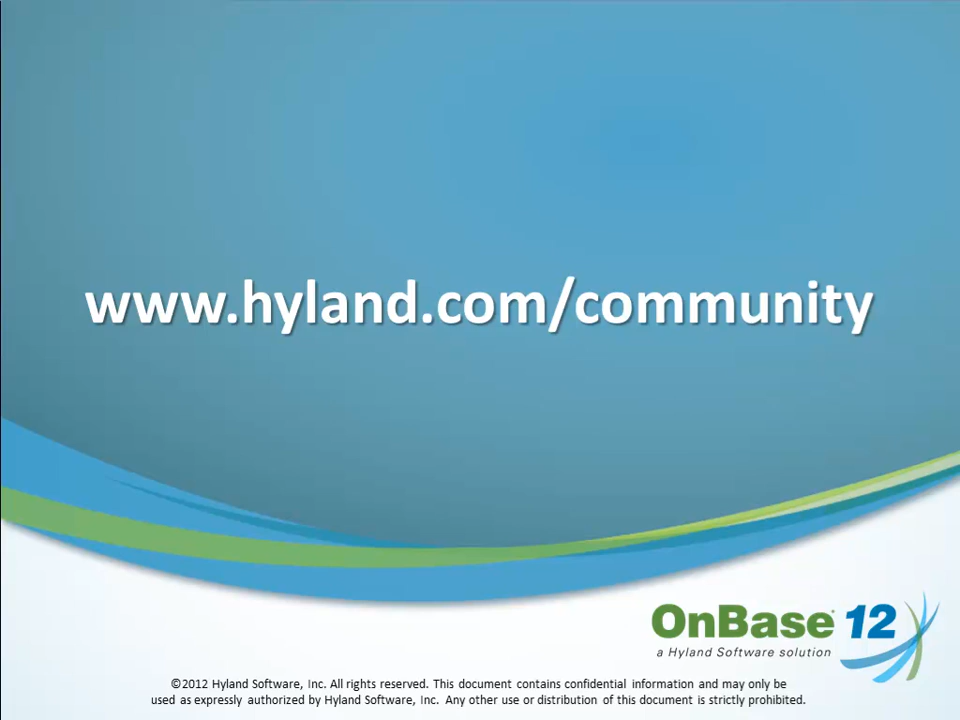 www.hyland.com/community
OnBase® 12
a Hyland Software solution
©2012 Hyland Software, Inc. All rights reserved. This document contains confidential information and may only be
used as expressly authorized by Hyland Software, Inc. Any other use or distribution of this document is strictly prohibited.